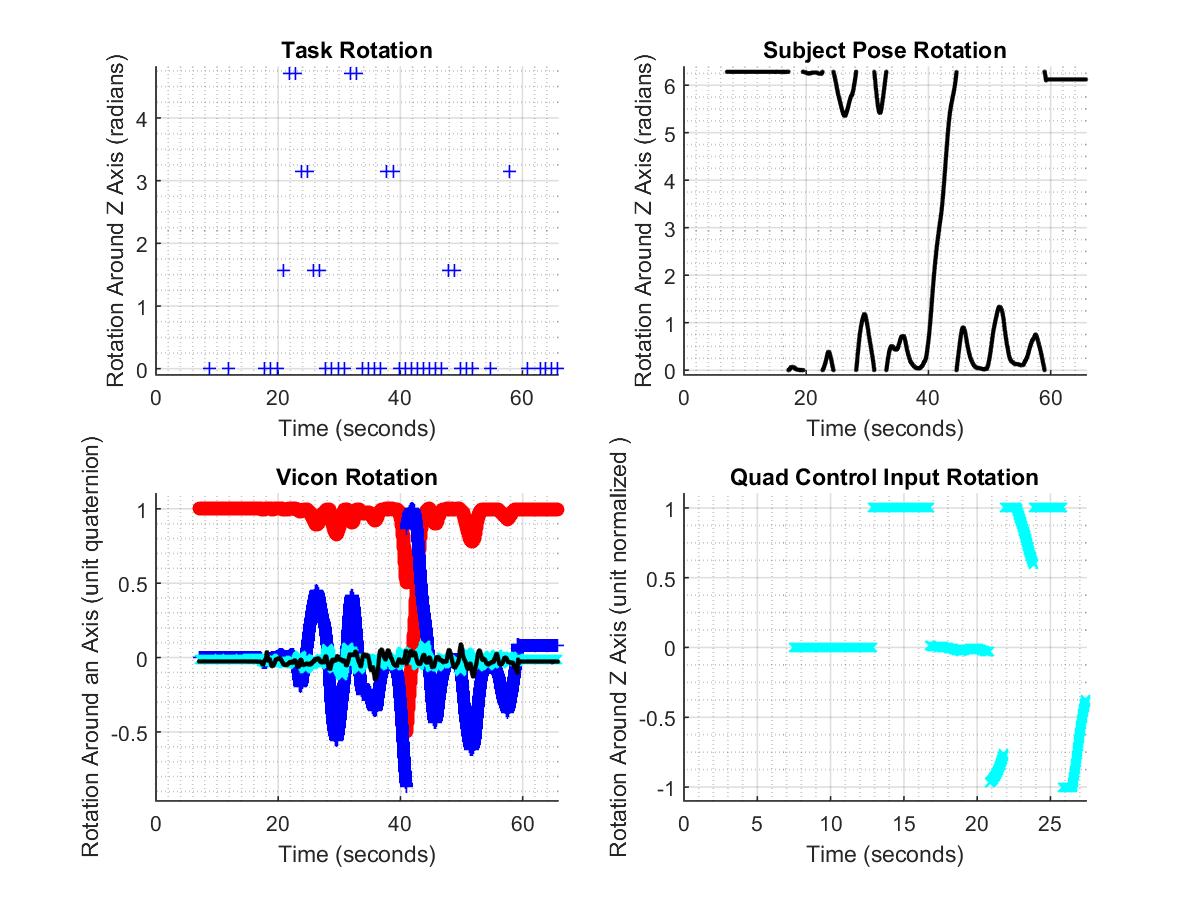 Task Rotation
Rotation Around Z Axis (radians)
4
3
2
1
0
0 20 40 60
Time (seconds)
Subject Pose Rotation
Rotation Around Z Axis (radians)
6
5
4
3
2
1
0
0 20 40 60
Time (seconds)
Vicon Rotation
Rotation Around an Axis (unit quaternion)
1
0.5
0
-0.5
0 20 40 60
Time (seconds)
Quad Control Input Rotation
Rotation Around Z Axis (unit normalized )
1
0.5
0
-0.5
-1
0 5 10 15 20 25
Time (seconds)